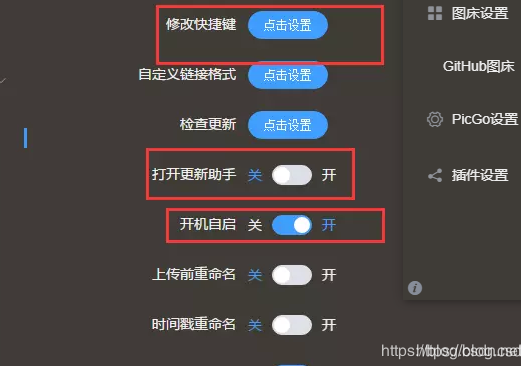 修改快捷键 点击设置
自定义链接格式 点击设置
检查更新 点击设置
打开更新助手 关 开
开机自启 关 开
上传前重命名 关 开
时间戳重命名 关 开
图床设置
GitHub图床
PicGo设置
插件设置